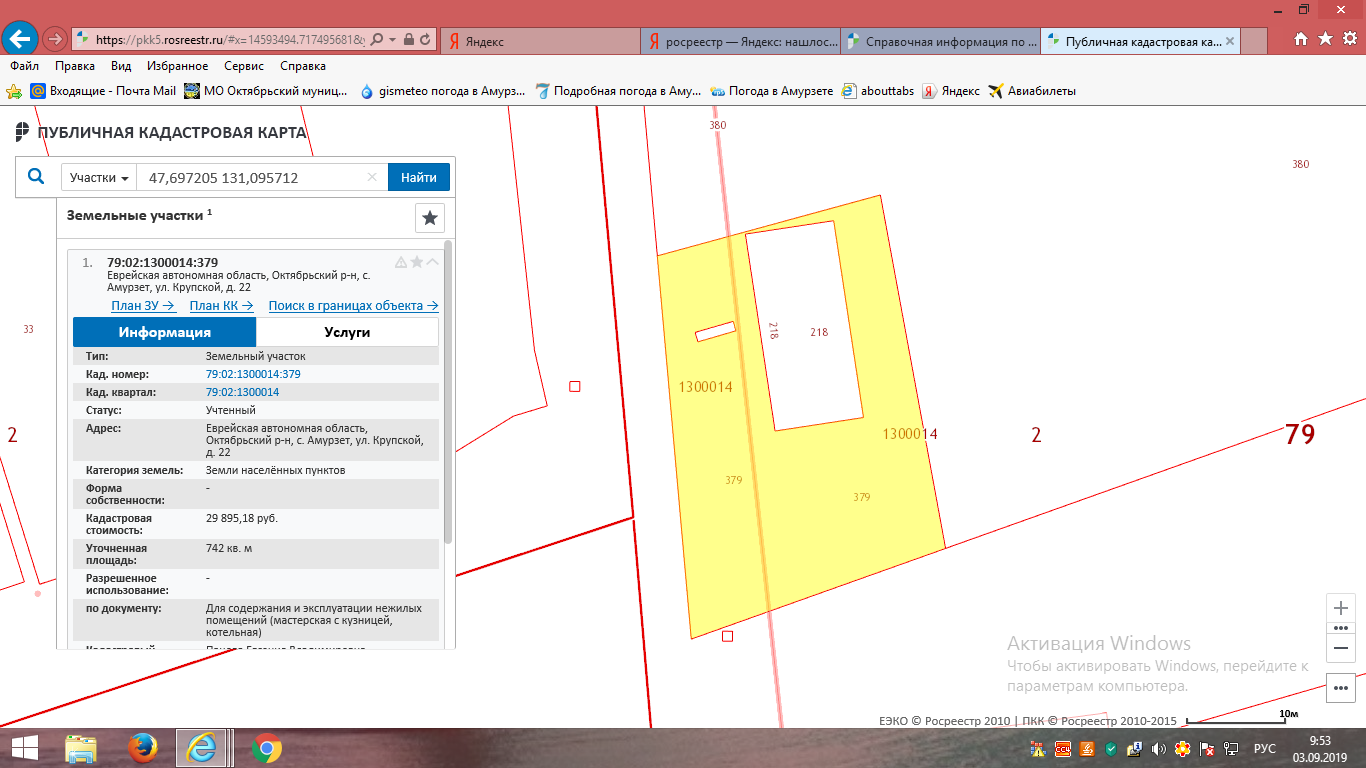 https://pkk5.rosreestr.ru/#x=14593494.717495681&
Яндекс
росреестр — Яндекс: нашлос...
Справочная информация по ...
Публичная кадастровая ка...
Файл Правка Вид Избранное Сервис Справка
Входящие - Почта Mail
МО Октябрьский муниц...
gismeteo погода в Амурз...
Подробная погода в Аму...
Погода в Амурзете
abouttabs
Яндекс
Авиабилеты
ПУБЛИЧНАЯ КАДАСТРОВАЯ КАРТА
Участки
47,697205 131,095712
Найти
Земельные участки 1
1. 79:02:1300014:379
Еврейская автономная область, Октябрьский р-н, с.
Амурзет, ул. Крупской, д. 22
План ЗУ → План КК → Поиск в границах объекта →
Информация Услуги
Тип: Земельный участок
Кад. номер: 79:02:1300014:379
Кад. квартал: 79:02:1300014
Статус: Учтенный
Адрес: Еврейская автономная область,
Октябрьский р-н, с. Амурзет, ул. Крупской,
д. 22
Категория земель: Земли населённых пунктов
Форма собственности: -
Кадастровая стоимость: 29 895,18 руб.
Уточненная площадь: 742 кв. м
Разрешенное использование: -
по документу: Для содержания и эксплуатации нежилых
помещений (мастерская с кузницей,
котельная)
380
380
33
218
218
1300014
1300014
2
2
79
379
379
Активация Windows
Чтобы активировать Windows, перейдите к
параметрам компьютера.
ЕЭКО © Росреестр 2010 | ПКК © Росреестр 2010-2015
10м
РУС
9:53
03.09.2019